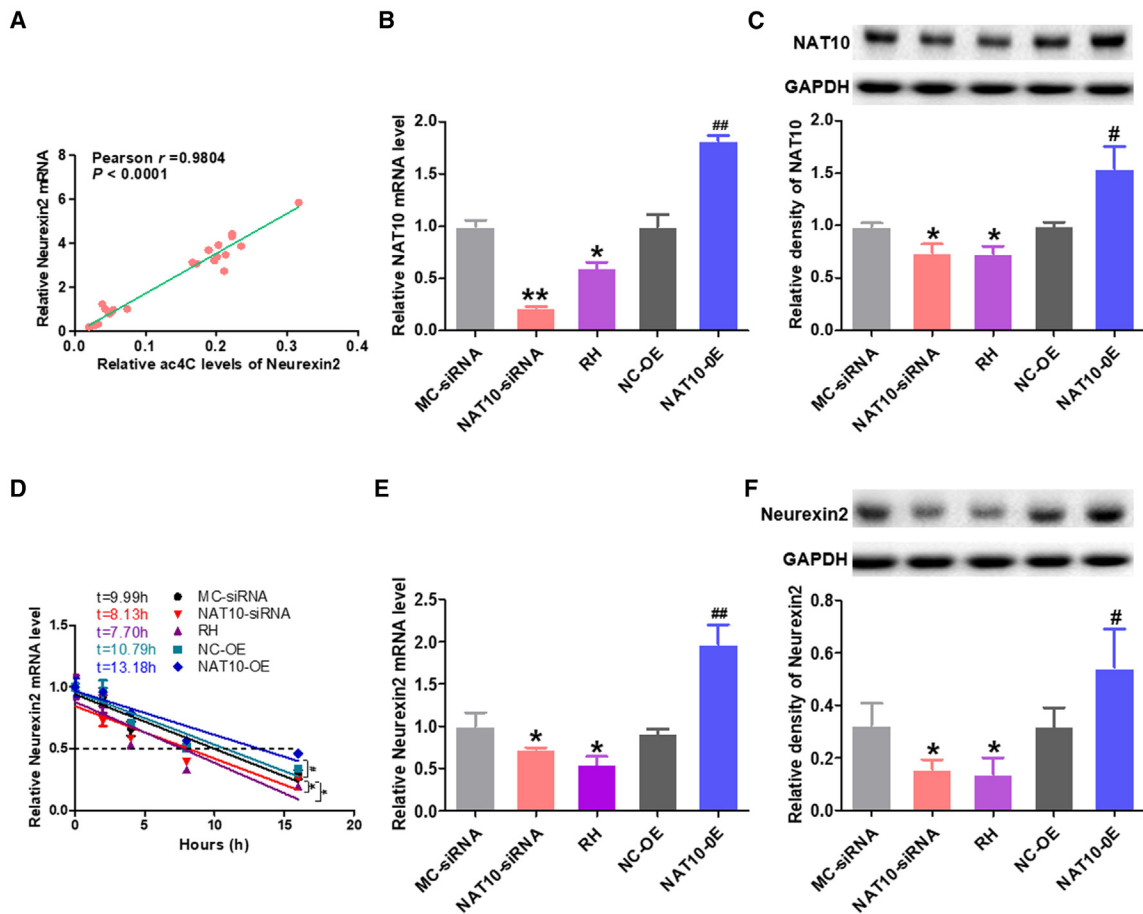 A
Pearson r =0.9804
P < 0.0001
Relative Neurexin2 mRNA
8
6
4
2
0
0.0 0.1 0.2 0.3 0.4
Relative ac4C levels of Neurexin2
B
Relative NAT10 mRNA level
2.0
1.5
1.0
0.5
0.0
**
*
##
MC-siRNA
NAT10-siRNA
RH
NC-OE
NAT10-0E
C
NAT10
GAPDH
Relative density of NAT10
2.0
1.5
1.0
0.5
0.0
*
*
#
MC-siRNA
NAT10-siRNA
RH
NC-OE
NAT10-0E
D
t=9.99h MC-siRNA
t=8.13h NAT10-siRNA
t=7.70h RH
t=10.79h NC-OE
t=13.18h NAT10-OE
Relative Neurexin2 mRNA level
1.5
1.0
0.5
0.0
#
*
*
0 5 10 15 20
Hours (h)
E
Relative Neurexin2 mRNA level
2.5
2.0
1.5
1.0
0.5
0.0
*
*
##
MC-siRNA
NAT10-siRNA
RH
NC-OE
NAT10-0E
F
Neurexin2
GAPDH
Relative density of Neurexin2
0.8
0.6
0.4
0.2
0.0
*
*
#
MC-siRNA
NAT10-siRNA
RH
NC-OE
NAT10-0E